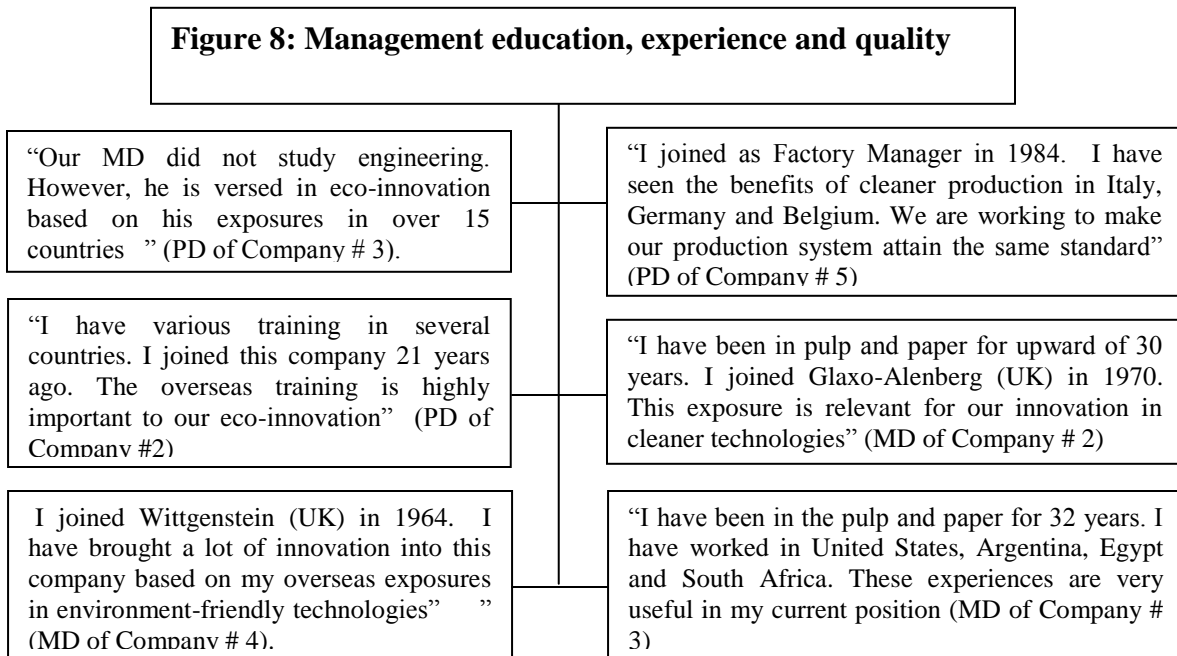 Figure 8: Management education, experience and quality
“Our MD did not study engineering.
However, he is versed in eco-innovation
based on his exposures in over 15
countries ” (PD of Company # 3).
“I joined as Factory Manager in 1984. I have
seen the benefits of cleaner production in Italy,
Germany and Belgium. We are working to make
our production system attain the same standard”
(PD of Company # 5)
“I have various training in several
countries. I joined this company 21 years
ago. The overseas training is highly
important to our eco-innovation” (PD of
Company #2)
“I have been in pulp and paper for upward of 30
years. I joined Glaxo-Alenberg (UK) in 1970.
This exposure is relevant for our innovation in
cleaner technologies” (MD of Company # 2)
I joined Wittgenstein (UK) in 1964. I
have brought a lot of innovation into this
company based on my overseas exposures
in environment-friendly technologies” ”
(MD of Company # 4).
“I have been in the pulp and paper for 32 years. I
have worked in United States, Argentina, Egypt
and South Africa. These experiences are very
useful in my current position (MD of Company #
3)